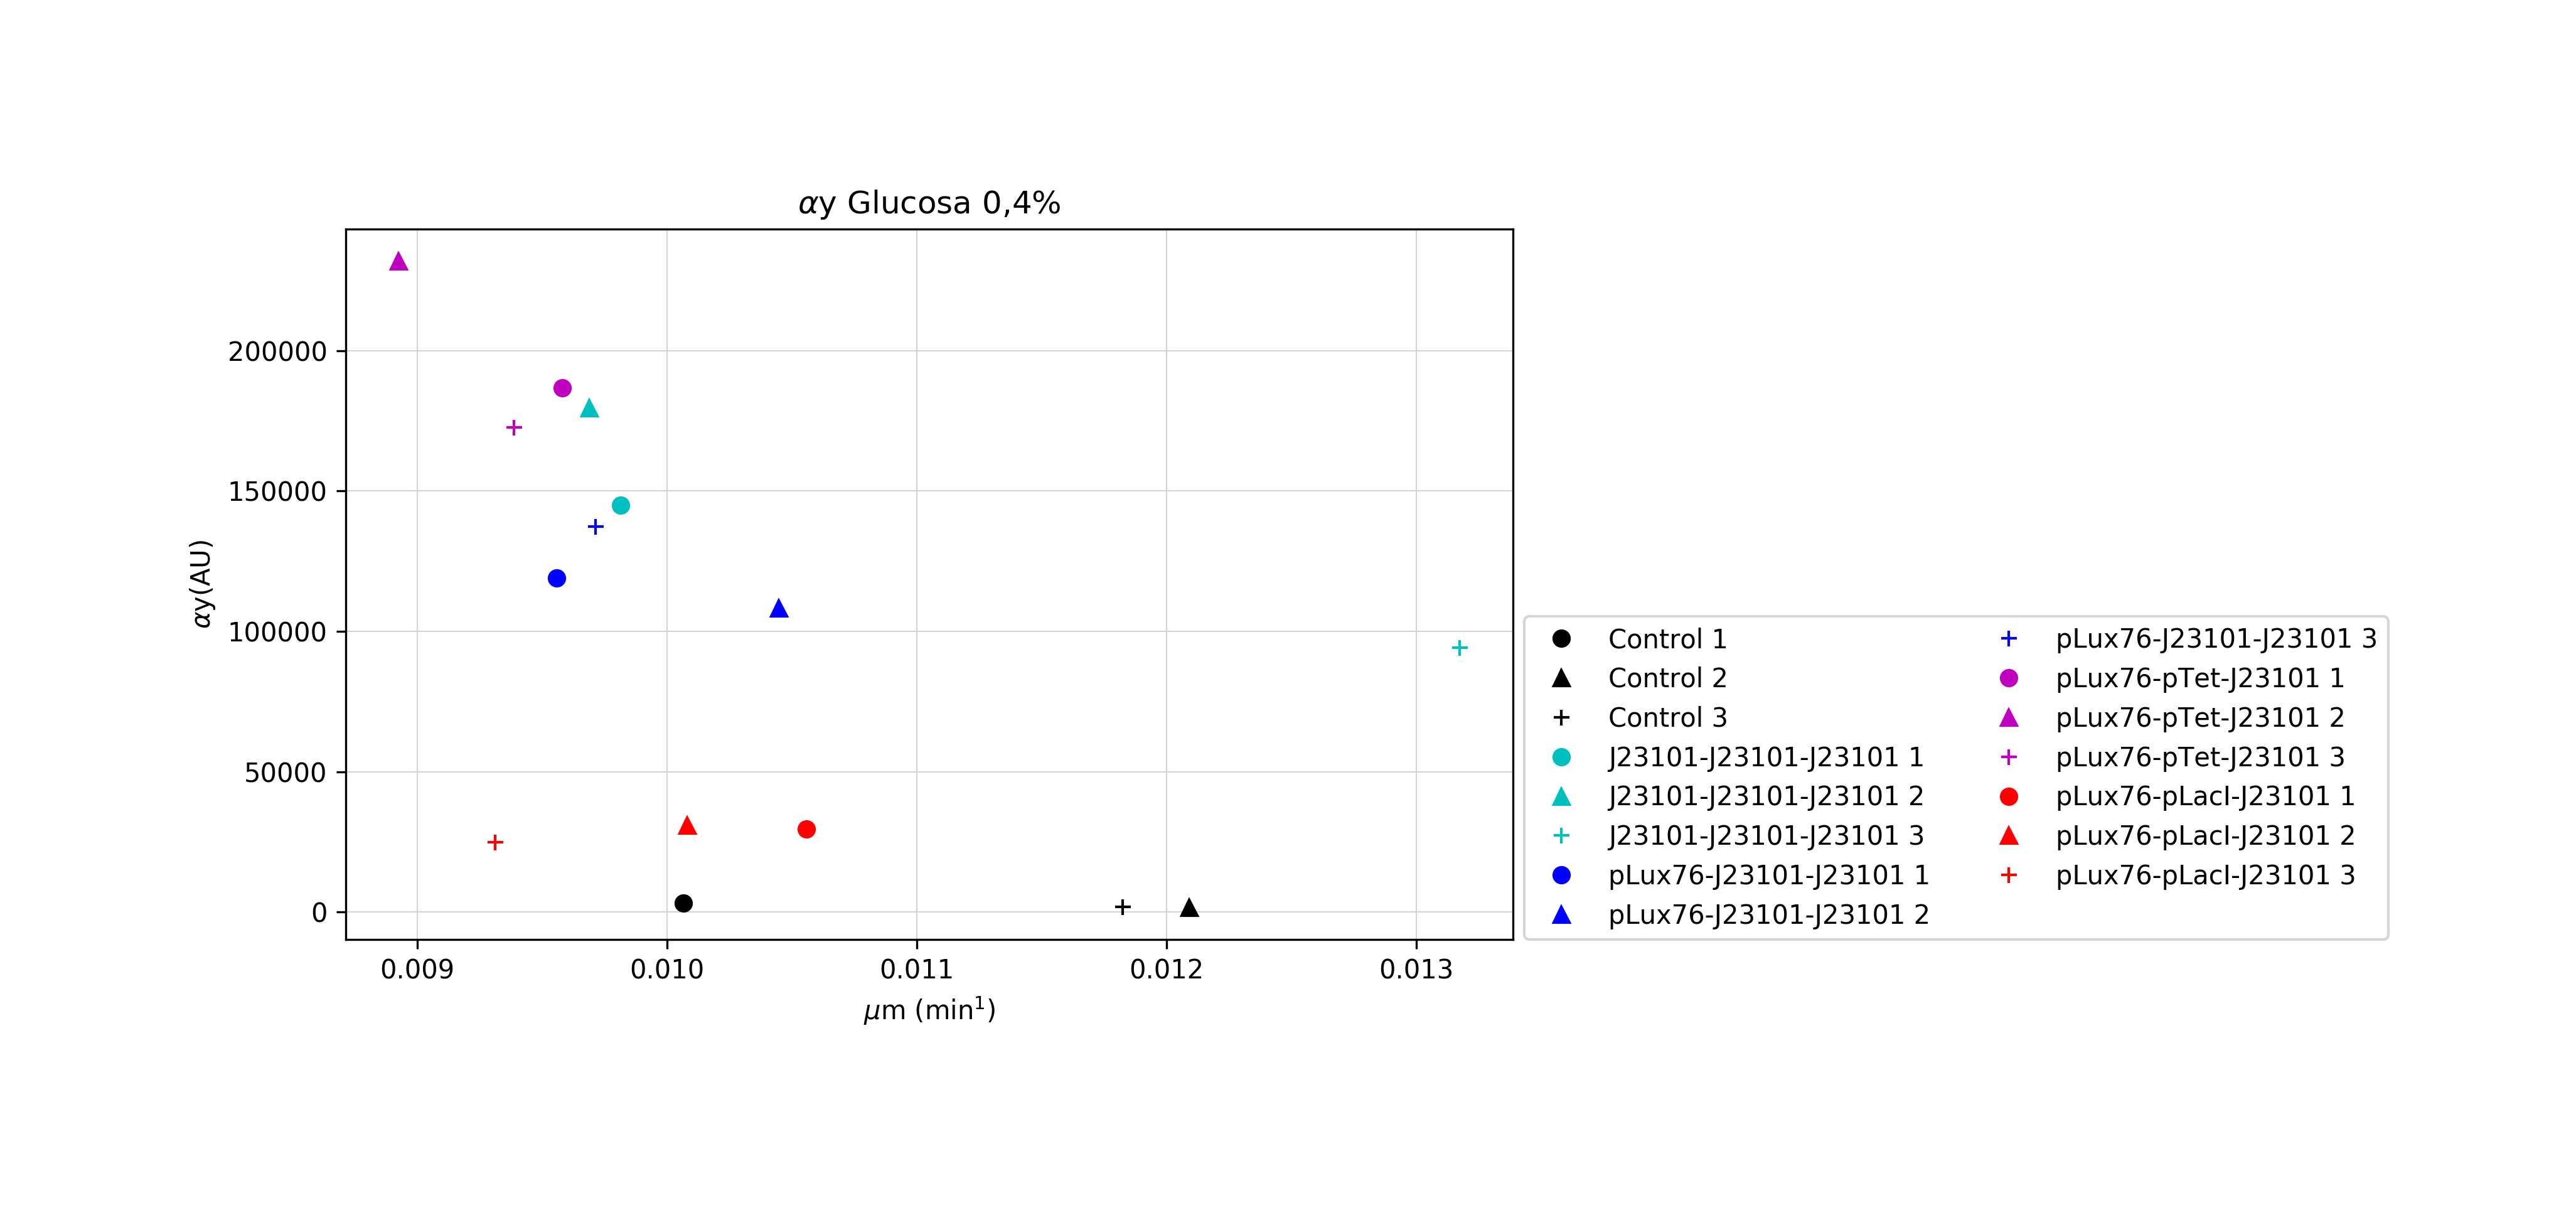 αy Glucosa 0,4%
αy(AU)
200000
150000
100000
50000
0
0.009 0.010 0.011 0.012 0.013
μm (min¹)
Control 1
Control 2
Control 3
J23101-J23101-J23101 1
J23101-J23101-J23101 2
J23101-J23101-J23101 3
pLux76-J23101-J23101 1
pLux76-J23101-J23101 2
pLux76-J23101-J23101 3
pLux76-pTet-J23101 1
pLux76-pTet-J23101 2
pLux76-pTet-J23101 3
pLux76-pLacI-J23101 1
pLux76-pLacI-J23101 2
pLux76-pLacI-J23101 3